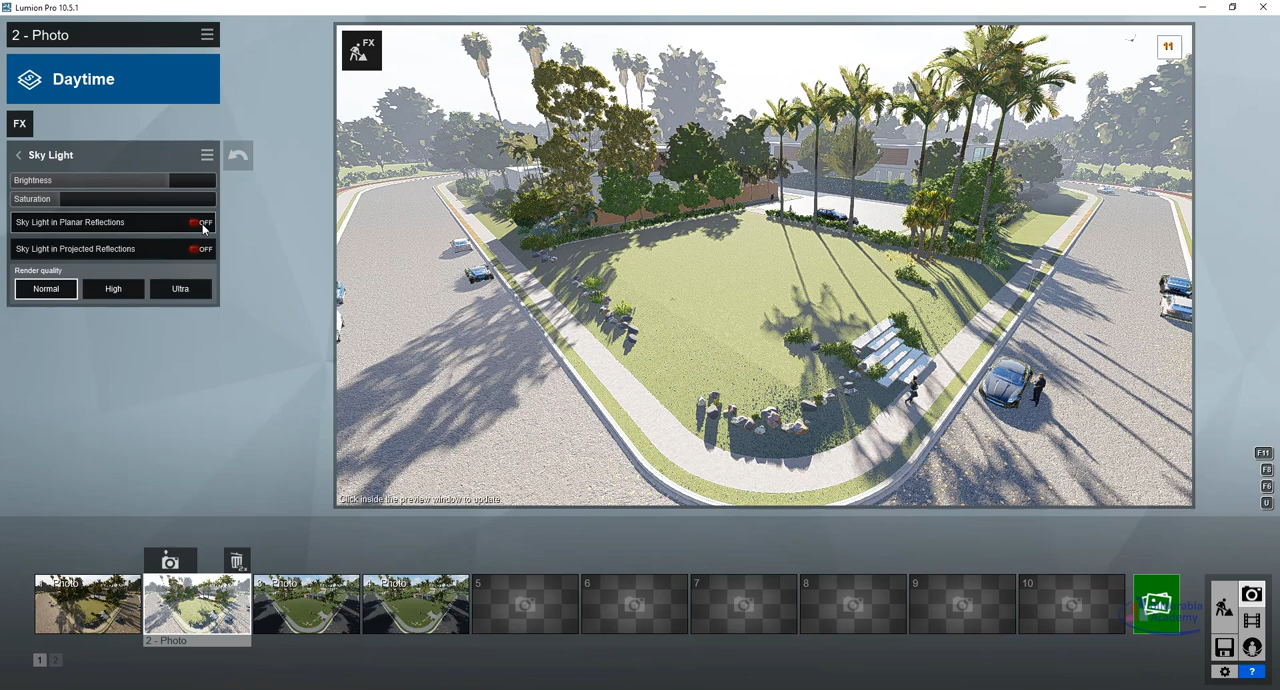 Lumion Pro 10.5.1
2 - Photo
Daytime
FX
Sky Light
Brightness
Saturation
Sky Light in Planar Reflections
OFF
Sky Light in Projected Reflections
OFF
Render quality
Normal
High
Ultra
FX
11
Click inside the preview window to update.
F11
F8
F6
U
2x
Photo
Photo
Photo
5
6
7
8
9
10
2 - Photo
1
2
Academy
?